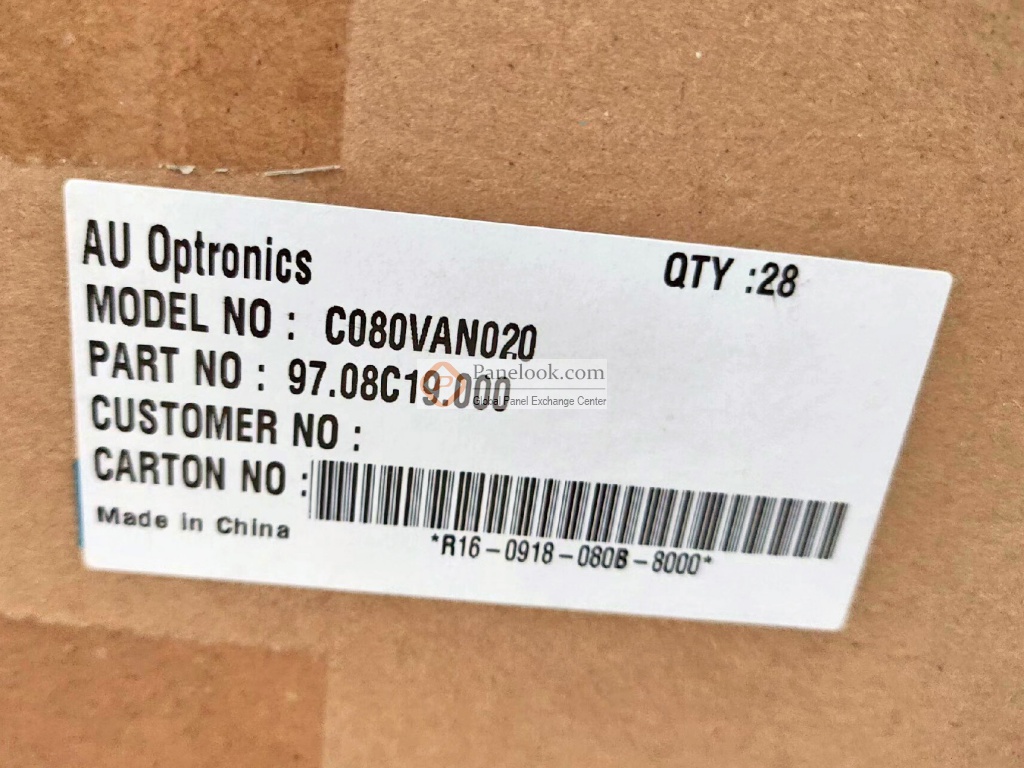 AU Optronics
QTY :28
MODEL NO : C080VAN020
PART NO : 97.08C19.000
CUSTOMER NO :
CARTON NO :
*R16-0918-080B-8000*
Made in China
Panelook.com
Global Panel Exchange Center